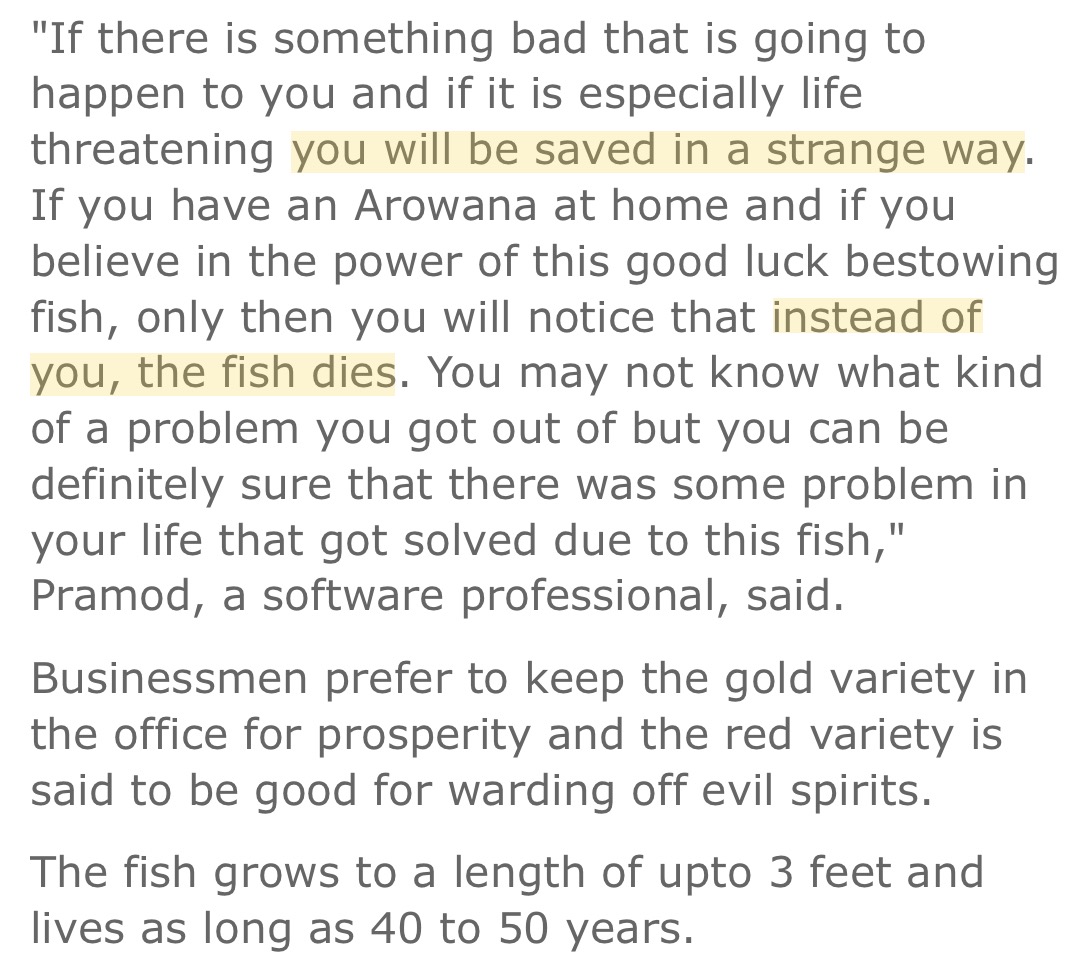 "If there is something bad that is going to
happen to you and if it is especially life
threatening you will be saved in a strange way.
If you have an Arowana at home and if you
believe in the power of this good luck bestowing
fish, only then you will notice that instead of
you, the fish dies. You may not know what kind
of a problem you got out of but you can be
definitely sure that there was some problem in
your life that got solved due to this fish,"
Pramod, a software professional, said.
Businessmen prefer to keep the gold variety in
the office for prosperity and the red variety is
said to be good for warding off evil spirits.
The fish grows to a length of upto 3 feet and
lives as long as 40 to 50 years.